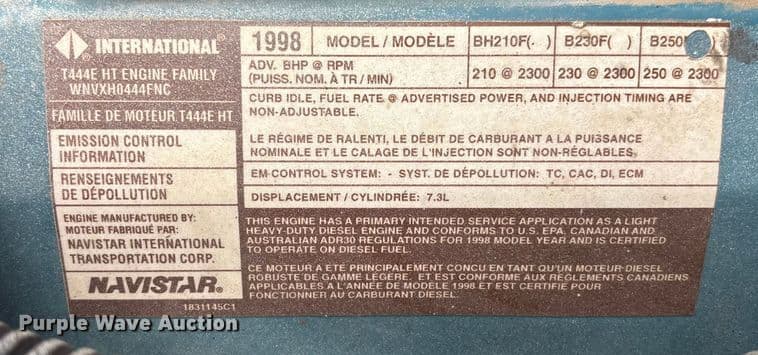 INTERNATIONAL®
T444E HT ENGINE FAMILY
WNVXH0444FNC
FAMILLE DE MOTEUR T444E HT
EMISSION CONTROL
INFORMATION
RENSEIGNEMENTS
DE DÉPOLLUTION
ENGINE MANUFACTURED BY:
MOTEUR FABRIQUÉ PAR:
NAVISTAR INTERNATIONAL
TRANSPORTATION CORP.
NAVISTAR®
1831145C1
1998 MODEL / MODÈLE BH210F( ) B230F( ) B250
ADV. BHP @ RPM
(PUISS. NOM. À TR / MIN) 210 @ 2300 230 @ 2300 250 @ 2300
CURB IDLE, FUEL RATE @ ADVERTISED POWER, AND INJECTION TIMING ARE
NON-ADJUSTABLE.
LE RÉGIME DE RALENTI, LE DÉBIT DE CARBURANT A LA PUISSANCE
NOMINALE ET LE CALAGE DE L'INJECTION SONT NON-RÉGLABLES.
EM CONTROL SYSTEM: - SYST. DE DÉPOLLUTION: TC, CAC, DI, ECM
DISPLACEMENT / CYLINDRÉE: 7.3L
THIS ENGINE HAS A PRIMARY INTENDED SERVICE APPLICATION AS A LIGHT
HEAVY-DUTY DIESEL ENGINE AND CONFORMS TO U.S. EPA. CANADIAN AND
AUSTRALIAN ADR30 REGULATIONS FOR 1998 MODEL YEAR AND IS CERTIFIED
TO OPERATE ON DIESEL FUEL.
CE MOTEUR A ETE PRINCIPALEMENT CONCU EN TANT QU'UN MOTEUR DIESEL
ROBUSTE DE GAMME LÉGERE. ET EST CONFORME AUX REGLEMENTS CANADIENS
APPLICABLES A L'ANNÉE DE MODÈLE 1998 ET EST CERTIFIÉ POUR
FONCTIONNER AU CARBURANT DIESEL.
Purple Wave Auction